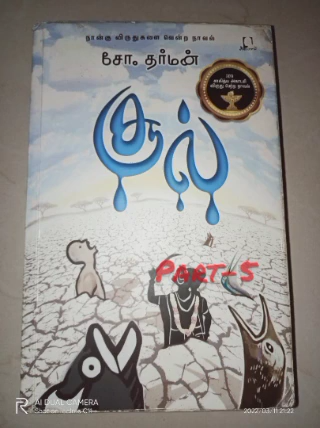 நான்கு விருதுகளை வென்ற நாவல்
சோ. தர்மன்
சூல்
PART-5
AI DUAL CAMERA
2022/03/11 21:22